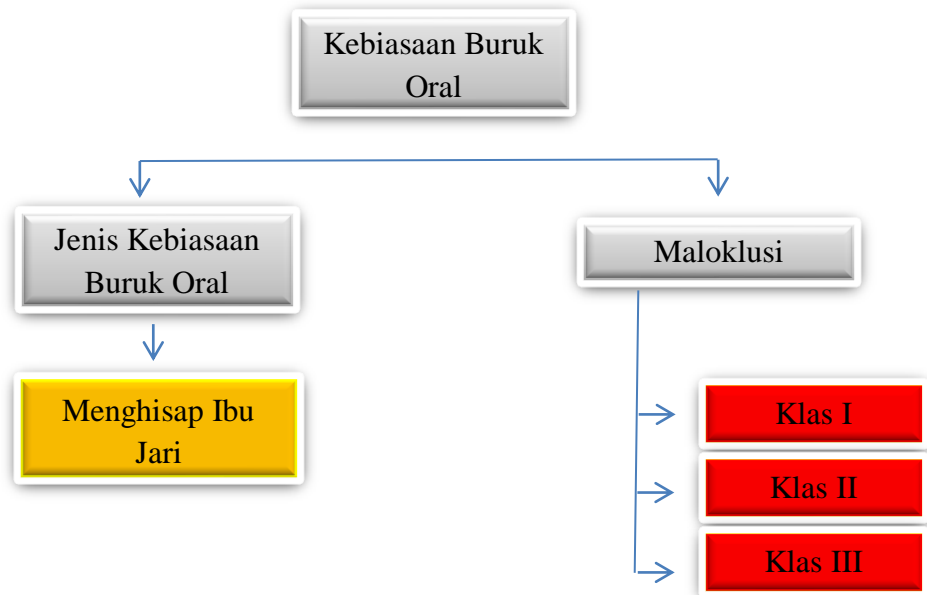 Kebiasaan Buruk
Oral
Jenis Kebiasaan
Buruk Oral
Maloklusi
Menghisap Ibu
Jari
Klas I
Klas II
Klas III